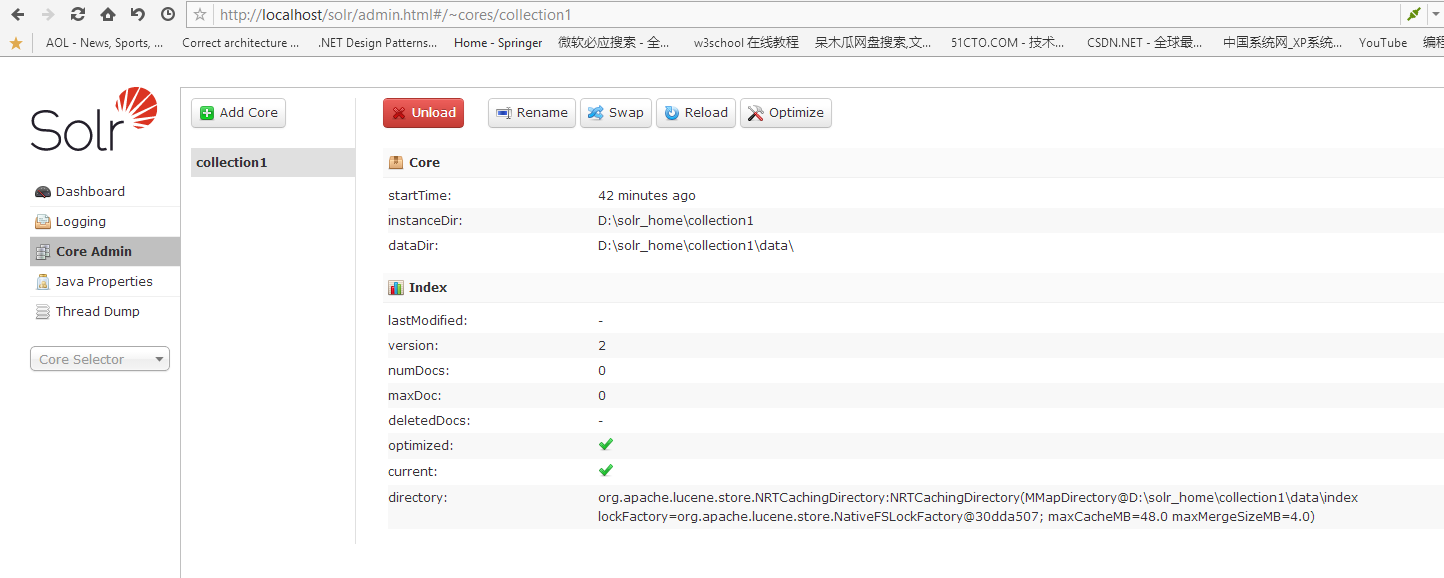 http://localhost/solr/admin.html#/~cores/collection1
AOL - News, Sports, ... Correct architecture ... .NET Design Patterns... Home - Springer 微软必应搜索 - 全... w3school 在线教程 呆木瓜网盘搜索,文... 51CTO.COM - 技术... CSDN.NET - 全球最... 中国系统网_XP系统... YouTube 编程
Solr
Dashboard
Logging
Core Admin
Java Properties
Thread Dump
Core Selector
Add Core
collection1
Unload Rename Swap Reload Optimize
Core
startTime: 42 minutes ago
instanceDir: D:\solr_home\collection1
dataDir: D:\solr_home\collection1\data\
Index
lastModified: -
version: 2
numDocs: 0
maxDoc: 0
deletedDocs: -
optimized:
current:
directory: org.apache.lucene.store.NRTCachingDirectory:NRTCachingDirectory(MMapDirectory@D:\solr_home\collection1\data\index
lockFactory=org.apache.lucene.store.NativeFSLockFactory@30dda507; maxCacheMB=48.0 maxMergeSizeMB=4.0)